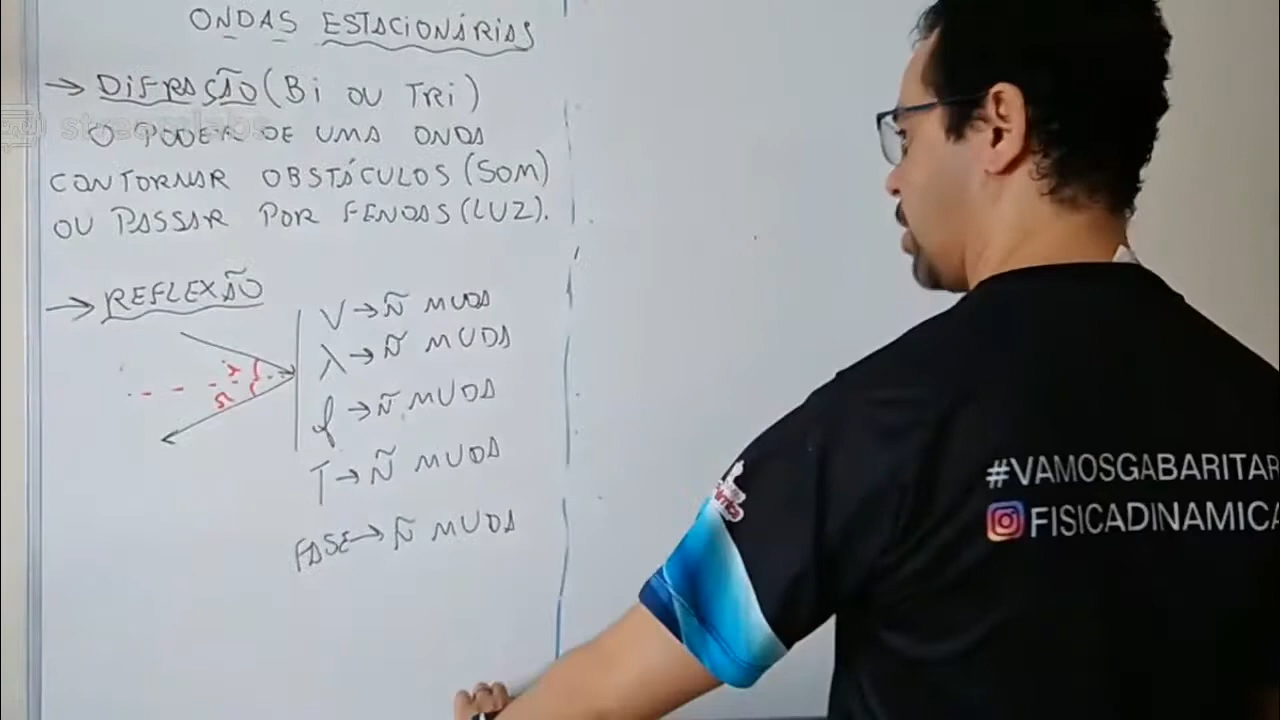 ONDAS ESTACIONÁRIAS
→ DIFRAÇÃO (Bi OU TRi)
O PODER DE UMA ONDA
CONTORNAR OBSTÁCULOS (SOM)
OU PASSAR POR FENDAS (LUZ).
→ REFLEXÃO
V → Ñ MUDA
λ → Ñ MUDA
f → Ñ MUDA
T → Ñ MUDA
FASE → Ñ MUDA
i
R
streamlabs
#VAMOSGABARITAR
FISICADINAMICA